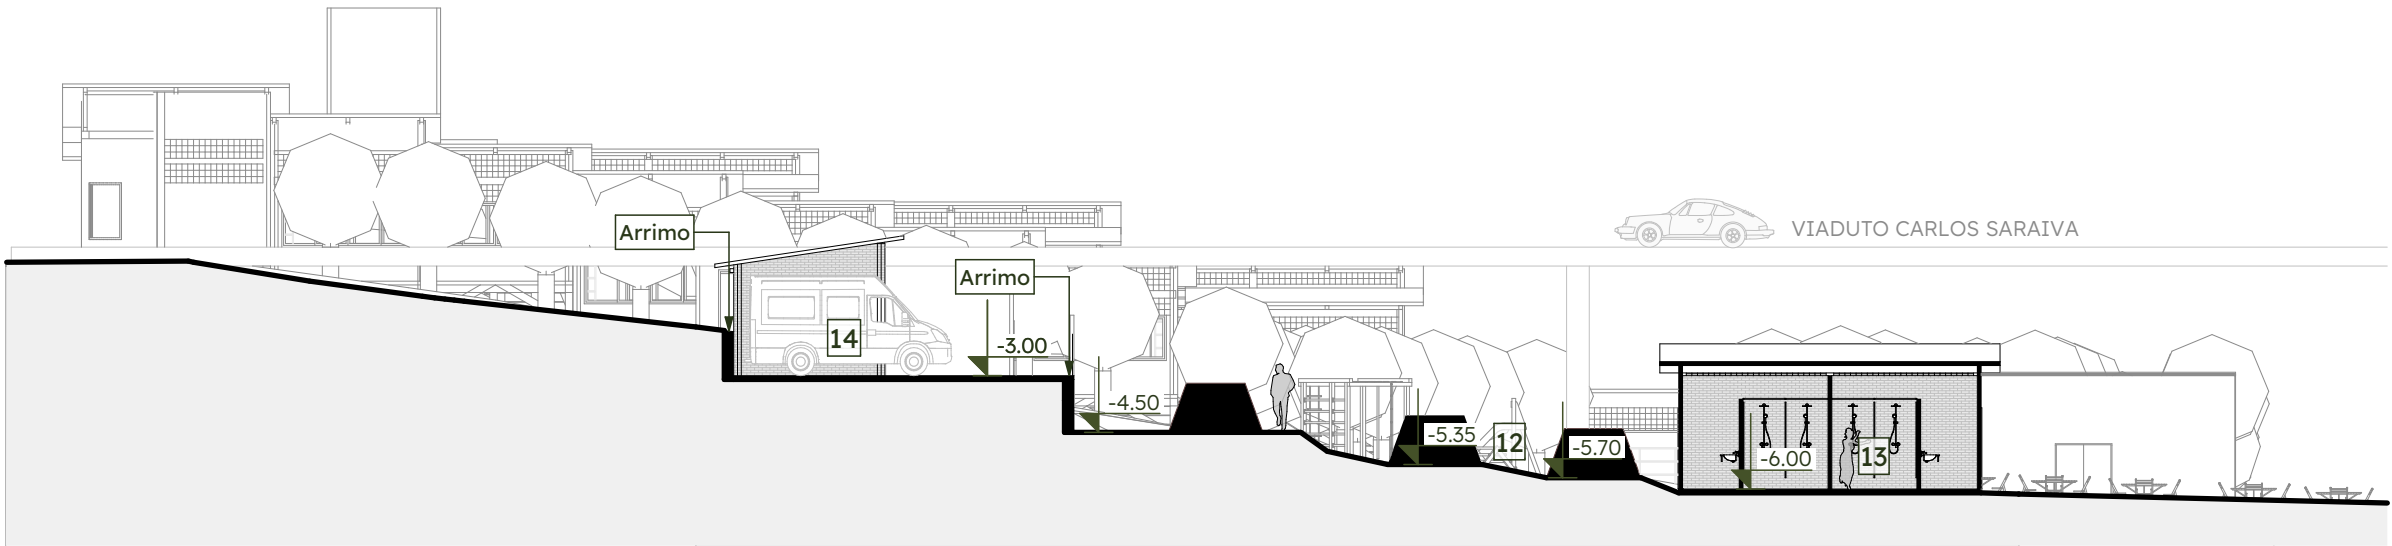 Arrimo
VIADUTO CARLOS SARAIVA
Arrimo
14
-3.00
-4.50
-5.35
12
-5.70
-6.00
13